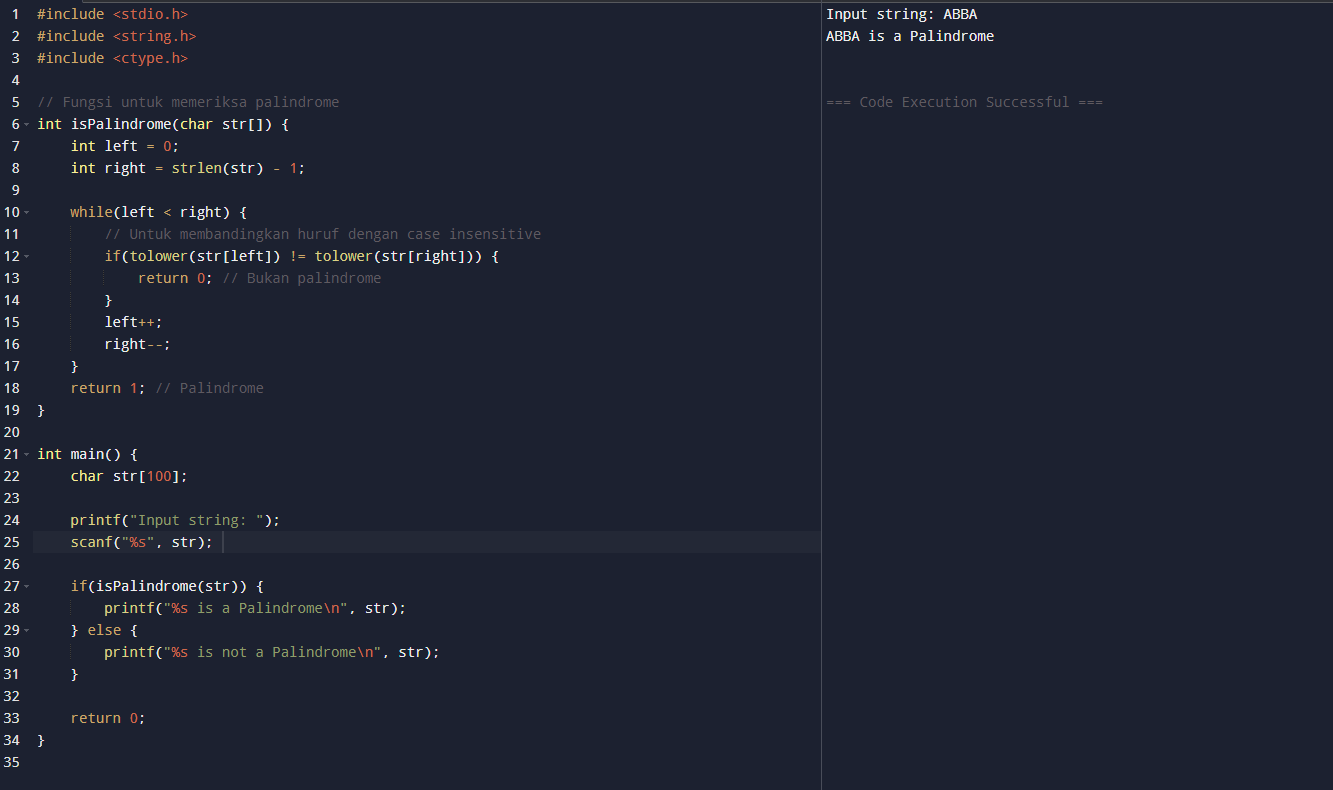 1 #include <stdio.h>
2 #include <string.h>
3 #include <ctype.h>
4
5 // Fungsi untuk memeriksa palindrome
6 int isPalindrome(char str[]) {
7     int left = 0;
8     int right = strlen(str) - 1;
9
10     while(left < right) {
11         // Untuk membandingkan huruf dengan case insensitive
12         if(tolower(str[left]) != tolower(str[right])) {
13             return 0; // Bukan palindrome
14         }
15         left++;
16         right--;
17     }
18     return 1; // Palindrome
19 }
20
21 int main() {
22     char str[100];
23
24     printf("Input string: ");
25     scanf("%s", str);
26
27     if(isPalindrome(str)) {
28         printf("%s is a Palindrome\n", str);
29     } else {
30         printf("%s is not a Palindrome\n", str);
31     }
32
33     return 0;
34 }
35
Input string: ABBA
ABBA is a Palindrome
=== Code Execution Successful ===